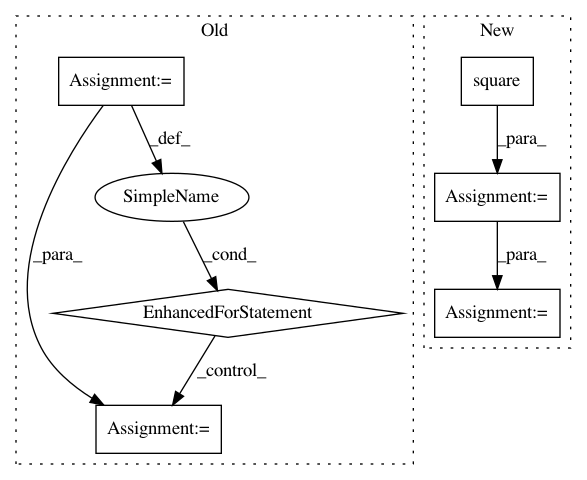 Old
New
Assignment:=
square
_def_
_para_
SimpleName
Assignment:=
_para_
_cond_
_para_
EnhancedForStatement
Assignment:=
_control_
Assignment:=